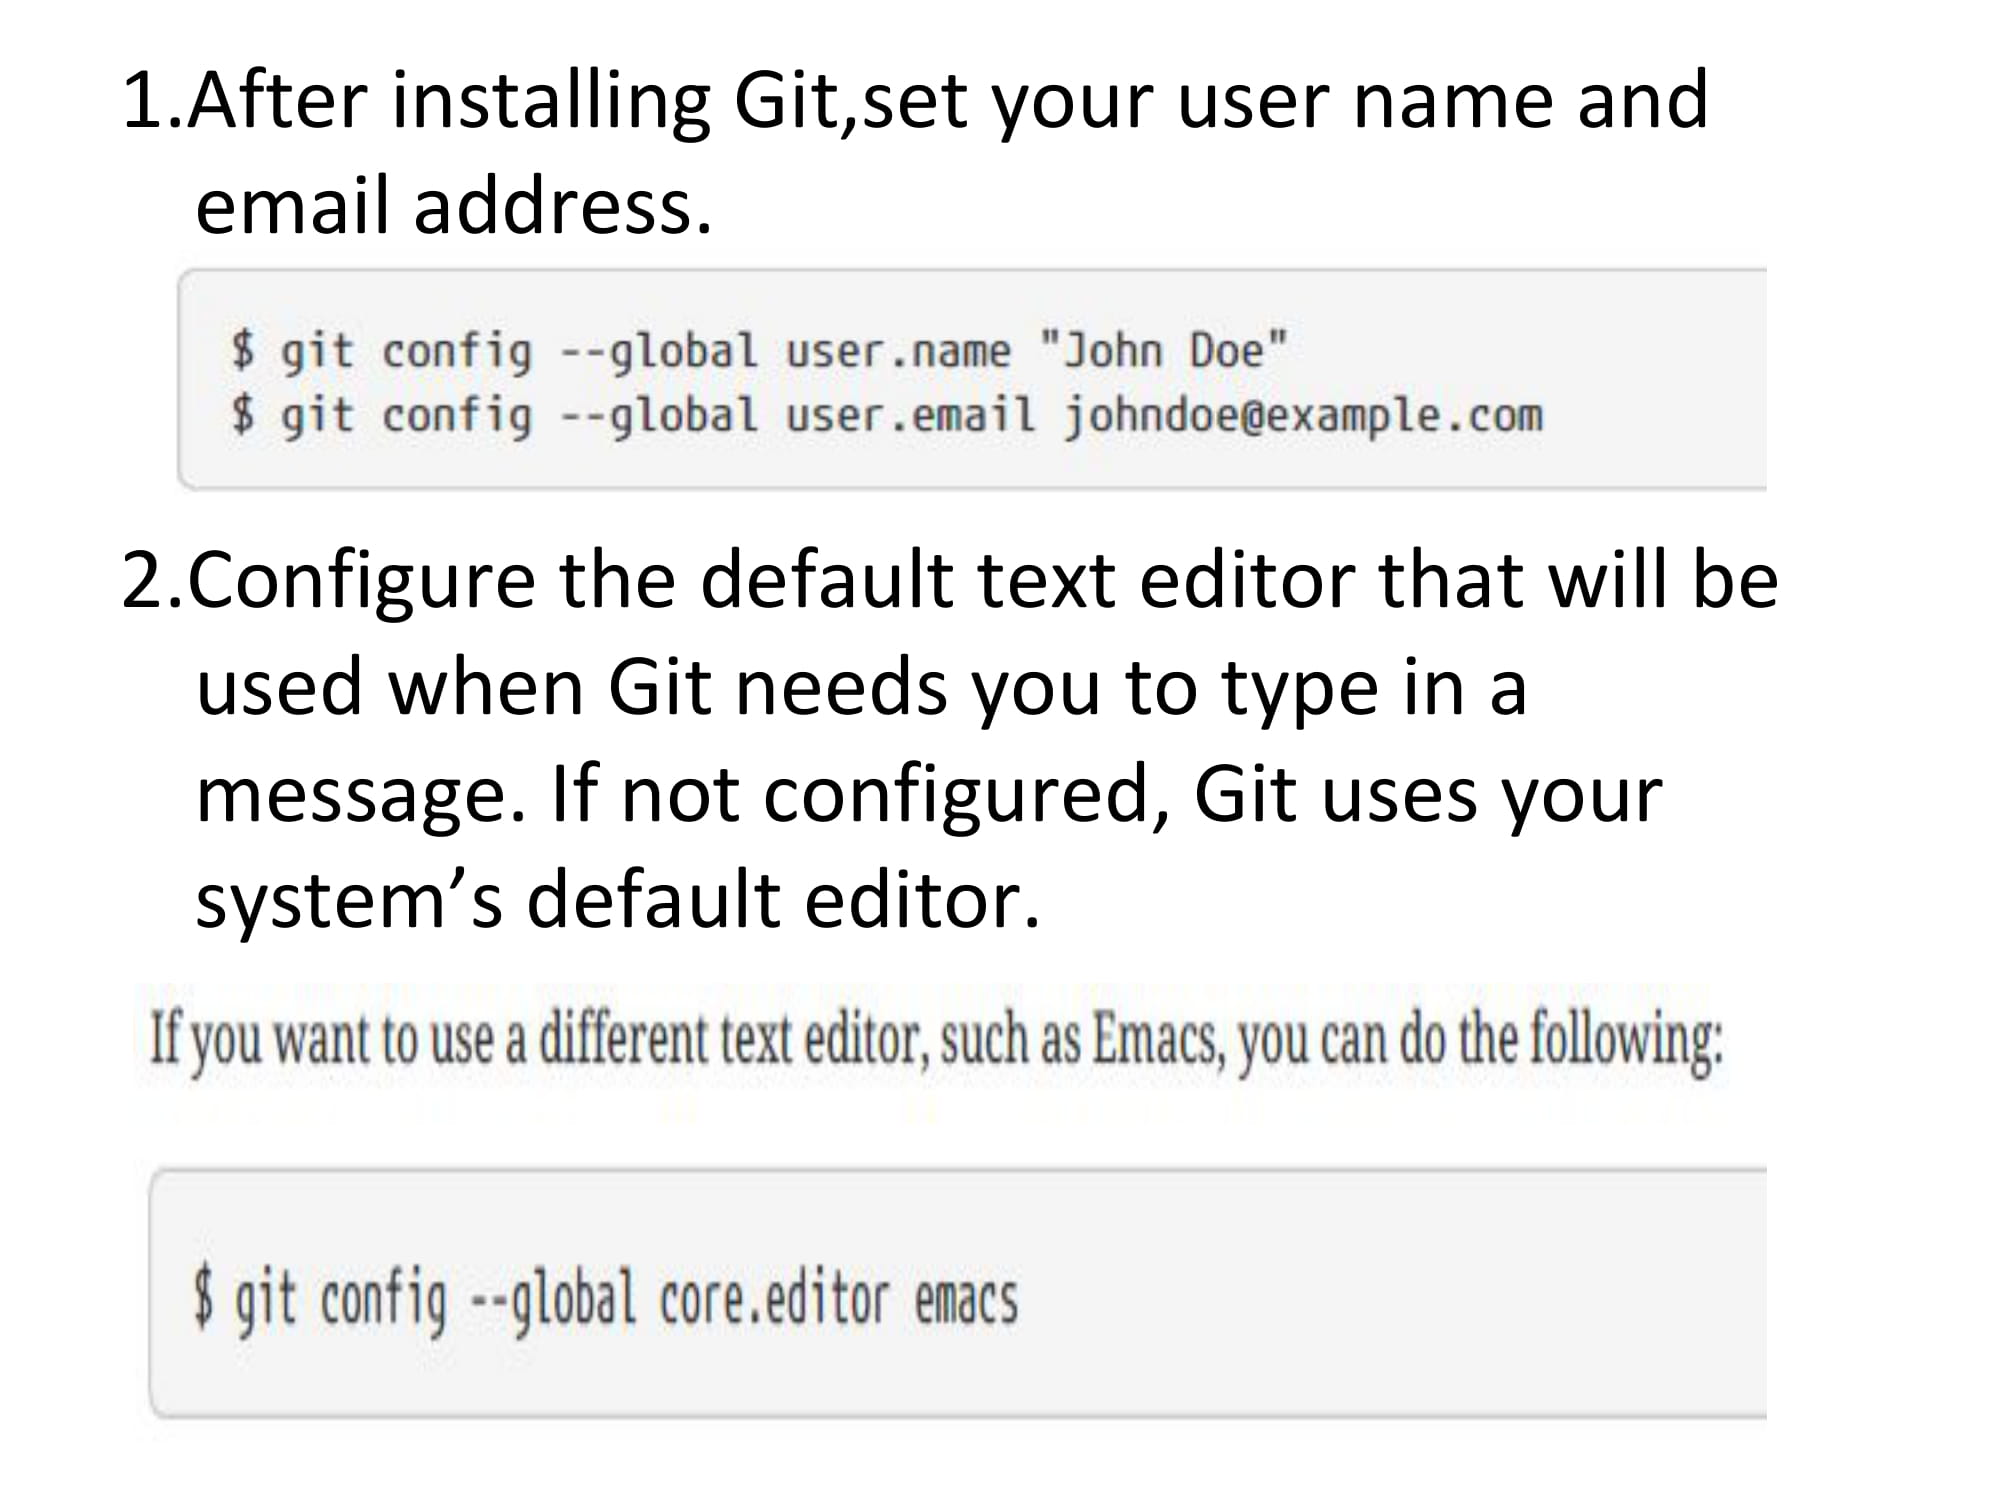 1.After installing Git,set your user name and
email address.
$ git config --global user.name "John Doe"
$ git config --global user.email johndoe@example.com
2.Configure the default text editor that will be
used when Git needs you to type in a
message. If not configured, Git uses your
system’s default editor.
If you want to use a different text editor, such as Emacs, you can do the following:
$ git config --global core.editor emacs